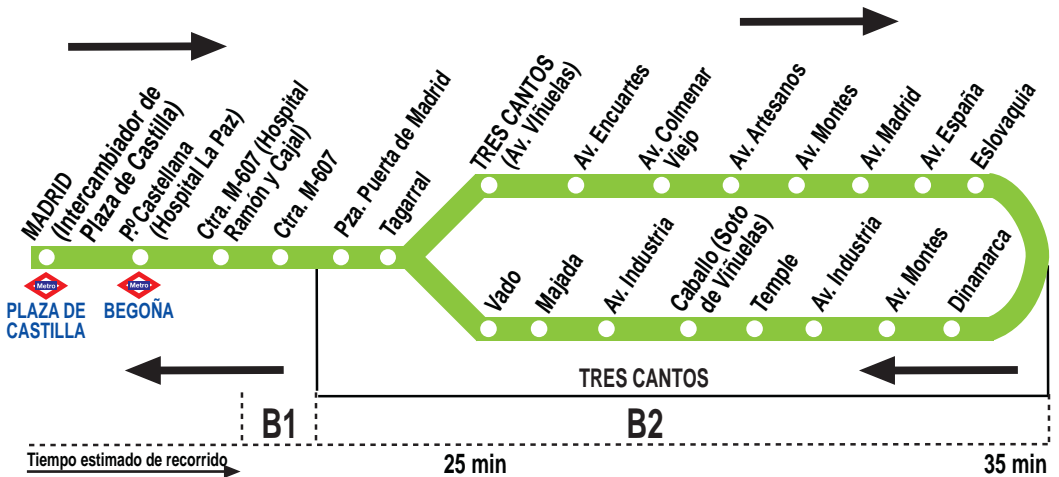 MADRID
(Intercambiador de
Plaza de Castilla)
Pº Castellana
(Hospital La Paz)
Ctra. M-607 (Hospital
Ramón y Cajal)
Ctra. M-607
Pza. Puerta de Madrid
Tagarral
TRES CANTOS
(Av. VIñuelas)
Av. Encuartes
Av. Colmenar
Viejo
Av. Artesanos
Av. Montes
Av. Madrid
Av. España
Eslovaquia
Vado
Majada
Av. Industria
Caballo (Soto
de Viñuelas)
Temple
Av. Industria
Av. Montes
Dinamarca
Metro
Metro
PLAZA DE
CASTILLA
BEGOÑA
TRES CANTOS
B1
B2
Tiempo estimado de recorrido
25 min
35 min